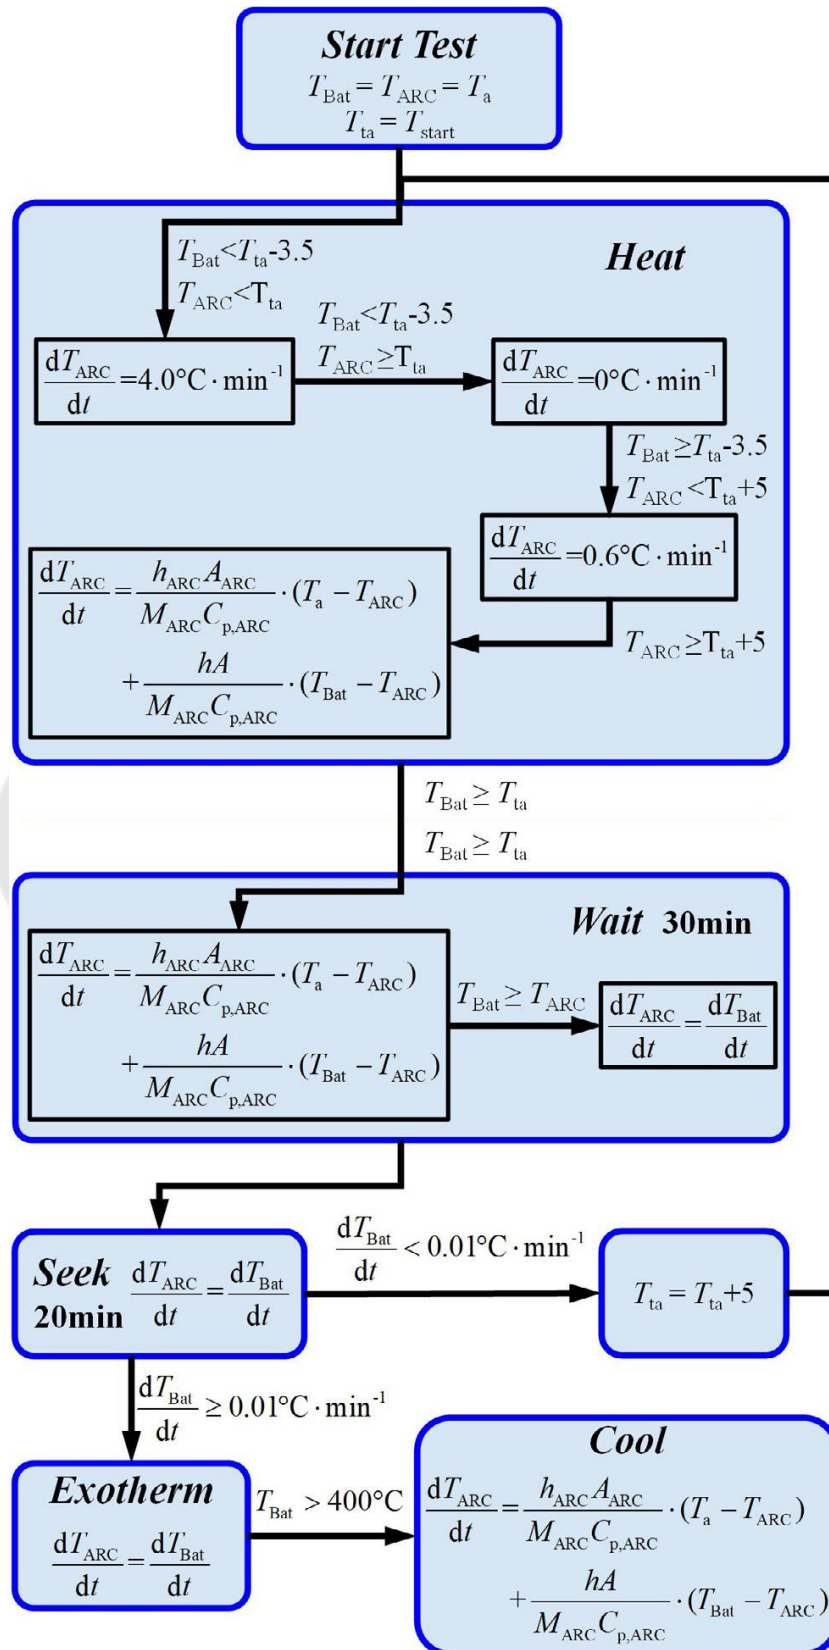 Start Test
T_Bat = T_ARC = T_a
T_ta = T_start
Heat
T_Bat<T_ta-3.5
T_ARC<T_ta
dT_ARC/dt=4.0°C·min⁻¹
T_Bat<T_ta-3.5
T_ARC≥T_ta
dT_ARC/dt=0°C·min⁻¹
T_Bat≥T_ta-3.5
T_ARC<T_ta+5
dT_ARC/dt=0.6°C·min⁻¹
T_ARC≥T_ta+5
dT_ARC/dt = h_ARC A_ARC/M_ARC C_p,ARC · (T_a − T_ARC)
+ hA/M_ARC C_p,ARC · (T_Bat − T_ARC)
T_Bat ≥ T_ta
T_Bat ≥ T_ta
Wait 30min
dT_ARC/dt = h_ARC A_ARC/M_ARC C_p,ARC · (T_a − T_ARC)
+ hA/M_ARC C_p,ARC · (T_Bat − T_ARC)
T_Bat ≥ T_ARC
dT_ARC/dt = dT_Bat/dt
Seek 20min dT_ARC/dt = dT_Bat/dt
dT_Bat/dt < 0.01°C·min⁻¹
T_ta = T_ta+5
dT_Bat/dt ≥ 0.01°C·min⁻¹
Exotherm
dT_ARC/dt = dT_Bat/dt
T_Bat > 400°C
Cool
dT_ARC/dt = h_ARC A_ARC/M_ARC C_p,ARC · (T_a − T_ARC)
+ hA/M_ARC C_p,ARC · (T_Bat − T_ARC)